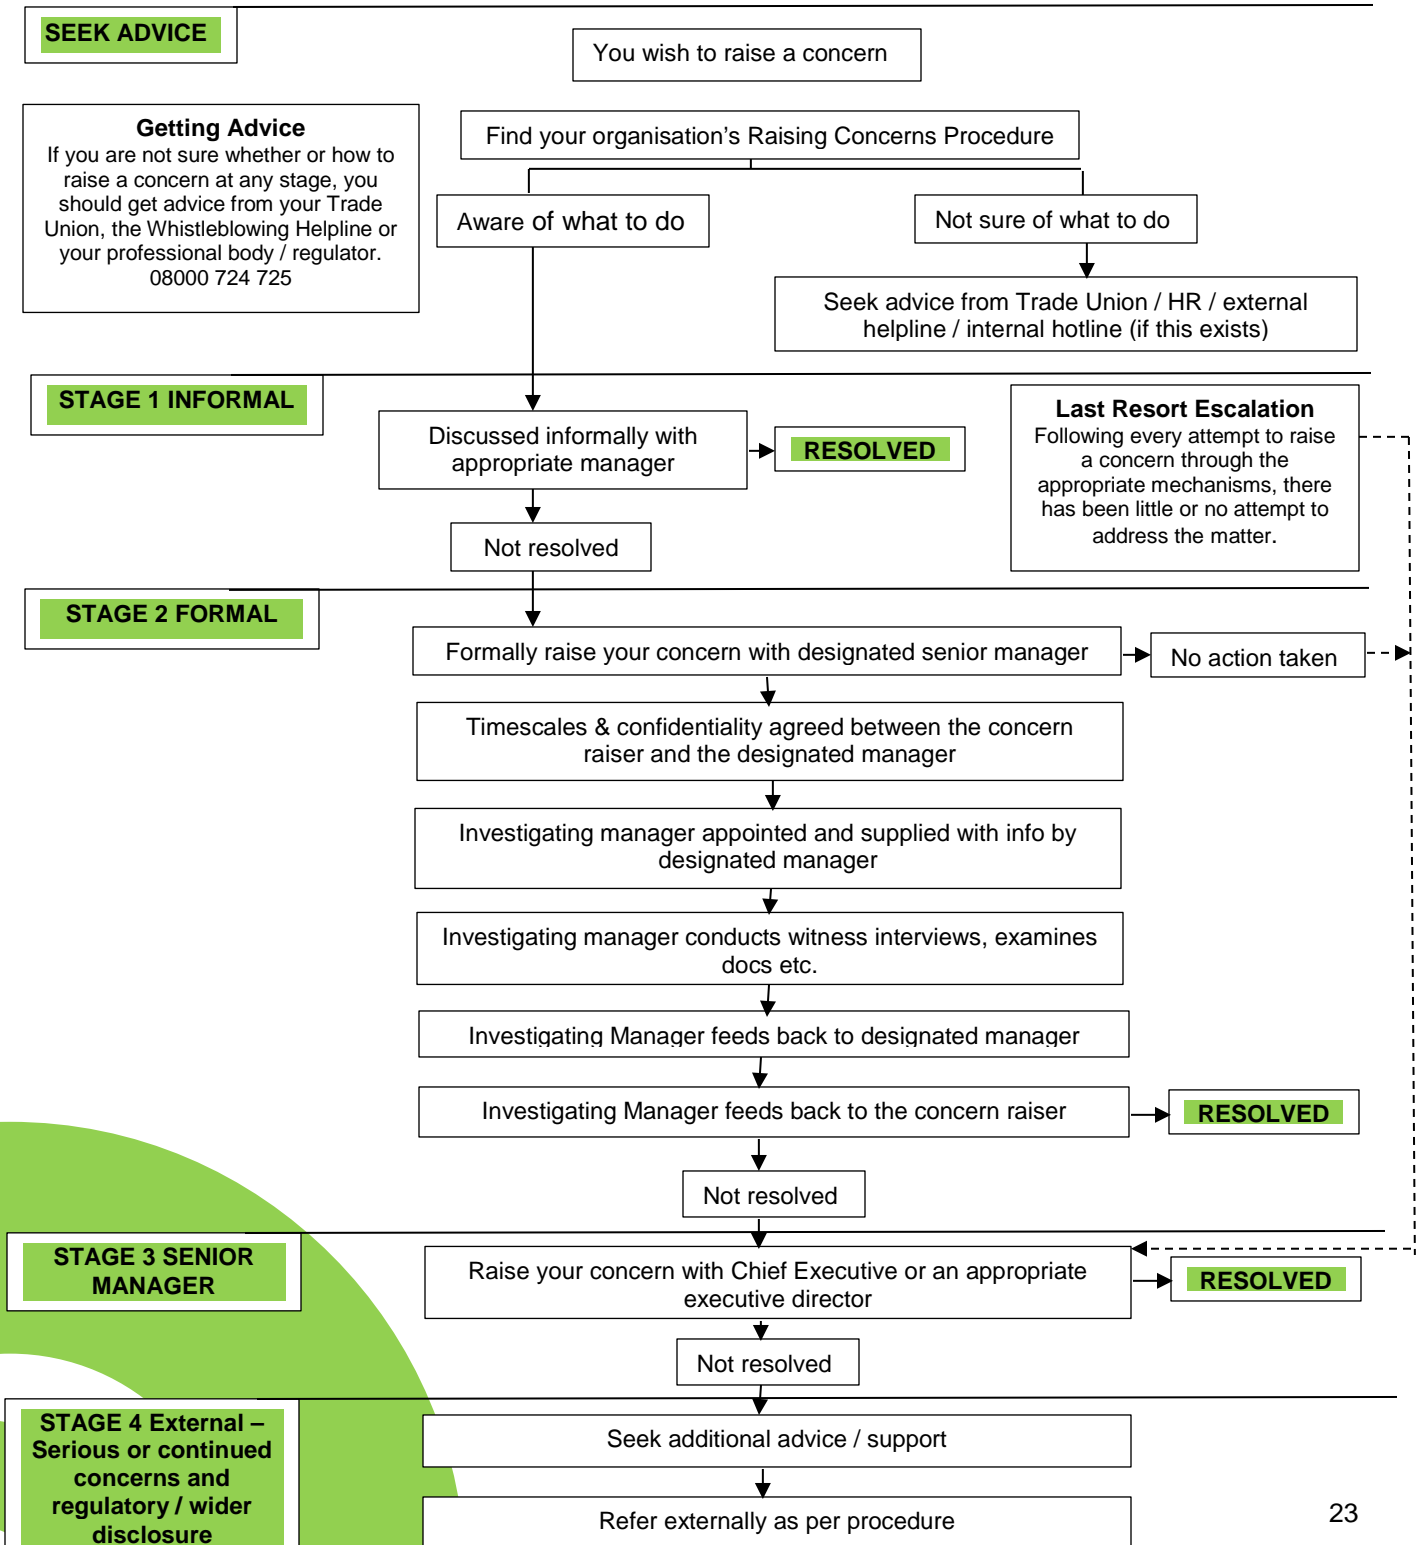 SEEK ADVICE
You wish to raise a concern
Getting Advice
If you are not sure whether or how to
raise a concern at any stage, you
should get advice from your Trade
Union, the Whistleblowing Helpline or
your professional body / regulator.
08000 724 725
Find your organisation's Raising Concerns Procedure
Aware of what to do
Not sure of what to do
Seek advice from Trade Union / HR / external
helpline / internal hotline (if this exists)
STAGE 1 INFORMAL
Discussed informally with
appropriate manager
RESOLVED
Last Resort Escalation
Following every attempt to raise
a concern through the
appropriate mechanisms, there
has been little or no attempt to
address the matter.
Not resolved
STAGE 2 FORMAL
Formally raise your concern with designated senior manager
No action taken
Timescales & confidentiality agreed between the concern
raiser and the designated manager
Investigating manager appointed and supplied with info by
designated manager
Investigating manager conducts witness interviews, examines
docs etc.
Investigating Manager feeds back to designated manager
Investigating Manager feeds back to the concern raiser
RESOLVED
Not resolved
STAGE 3 SENIOR
MANAGER
Raise your concern with Chief Executive or an appropriate
executive director
RESOLVED
Not resolved
STAGE 4 External –
Serious or continued
concerns and
regulatory / wider
disclosure
Seek additional advice / support
Refer externally as per procedure
23